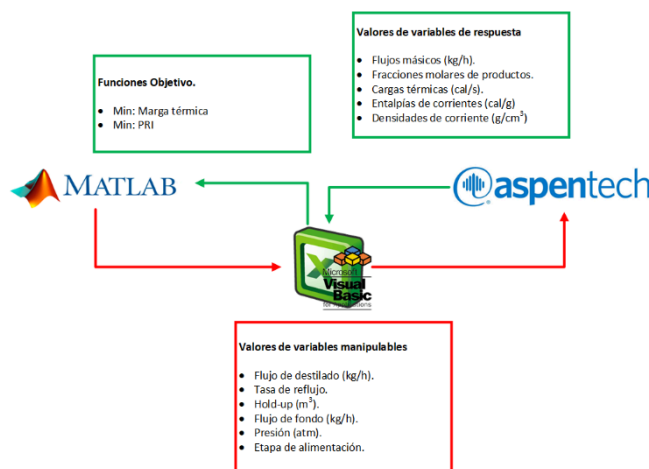 Valores de variables de respuesta
• Flujos másicos (kg/h).
• Fracciones molares de productos.
• Cargas térmicas (cal/s).
• Entalpías de corrientes (cal/g)
• Densidades de corriente (g/cm³)
Funciones Objetivo.
• Min: Marga térmica
• Min: PRI
MATLAB
aspentech
Microsoft
Visual
Basic
for Applications
Valores de variables manipulables
• Flujo de destilado (kg/h).
• Tasa de reflujo.
• Hold-up (m³).
• Flujo de fondo (kg/h).
• Presión (atm).
• Etapa de alimentación.